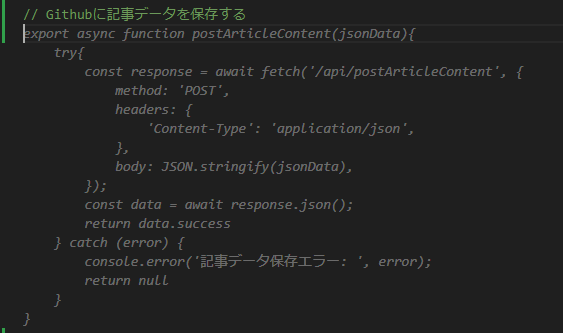 // Githubに記事データを保存する
export async function postArticleContent(jsonData){
    try{
        const response = await fetch('/api/postArticleContent', {
            method: 'POST',
            headers: {
                'Content-Type': 'application/json',
            },
            body: JSON.stringify(jsonData),
        });
        const data = await response.json();
        return data.success
    } catch (error) {
        console.error('記事データ保存エラー: ', error);
        return null
    }
}